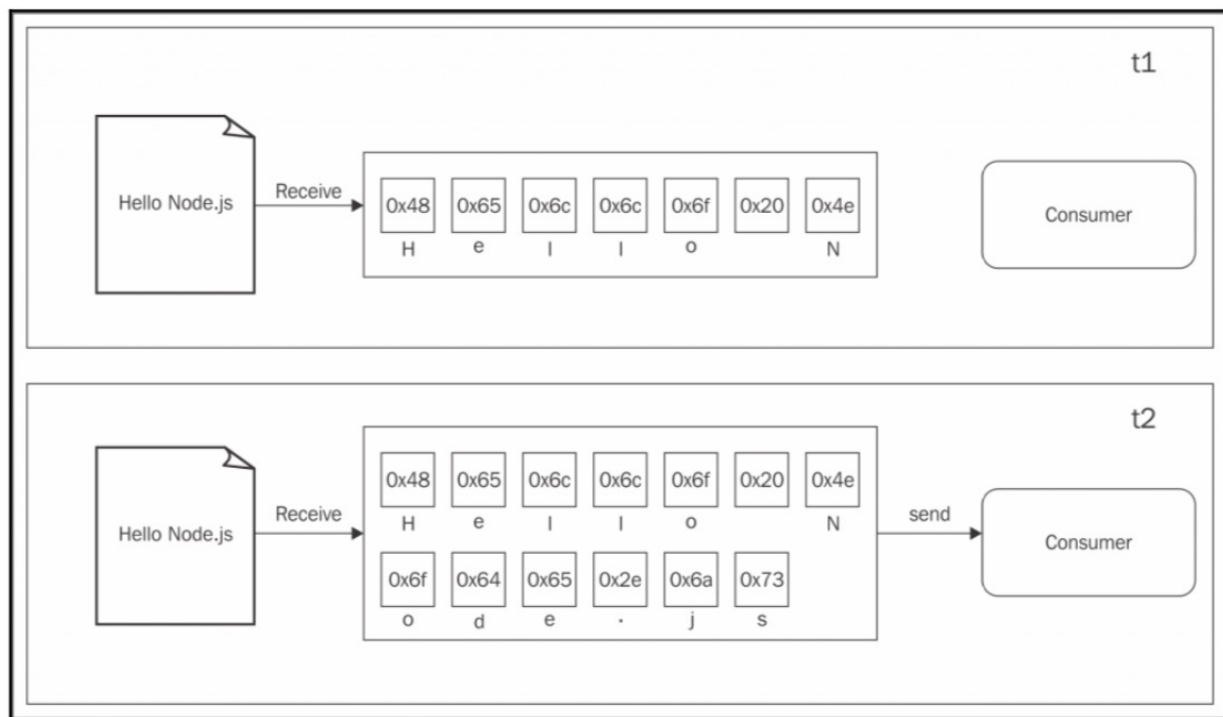 t1
Hello Node.js
Receive
0x48 0x65 0x6c 0x6c 0x6f 0x20 0x4e
H e l l o N
Consumer
t2
Hello Node.js
Receive
0x48 0x65 0x6c 0x6c 0x6f 0x20 0x4e
H e l l o N
0x6f 0x64 0x65 0x2e 0x6a 0x73
o d e . j s
send
Consumer